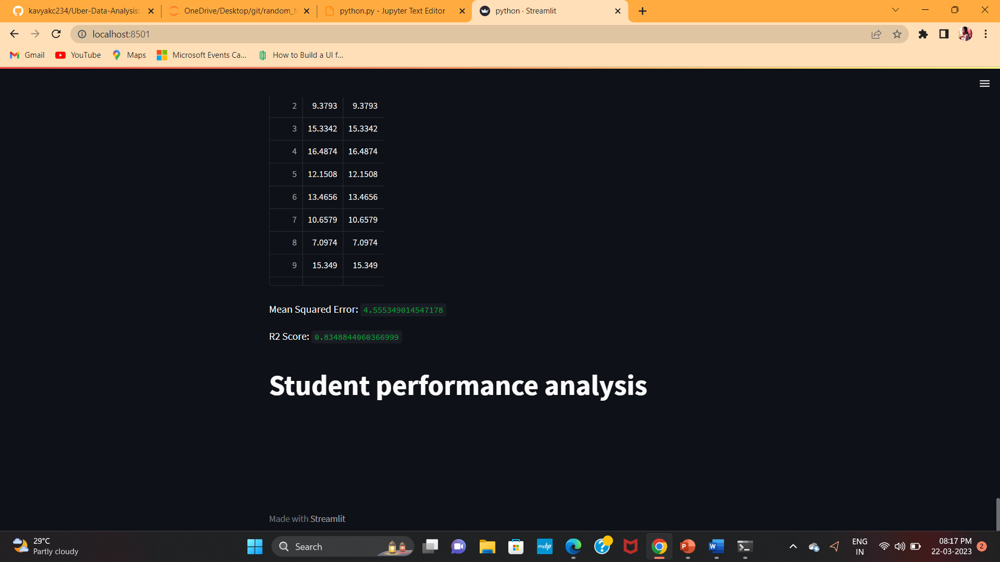 kavyakc234/Uber-Data-Analysis:
OneDrive/Desktop/git/random_f
python.py - Jupyter Text Editor
python · Streamlit
localhost:8501
Gmail
YouTube
Maps
Microsoft Events Ca...
How to Build a UI f...
2 9.3793 9.3793
3 15.3342 15.3342
4 16.4874 16.4874
5 12.1508 12.1508
6 13.4656 13.4656
7 10.6579 10.6579
8 7.0974 7.0974
9 15.349 15.349
Mean Squared Error: 4.555349014547178
R2 Score: 0.8348844060366999
Student performance analysis
Made with Streamlit
29°C
Partly cloudy
Search
myhp
ENG
IN
08:17 PM
22-03-2023
2